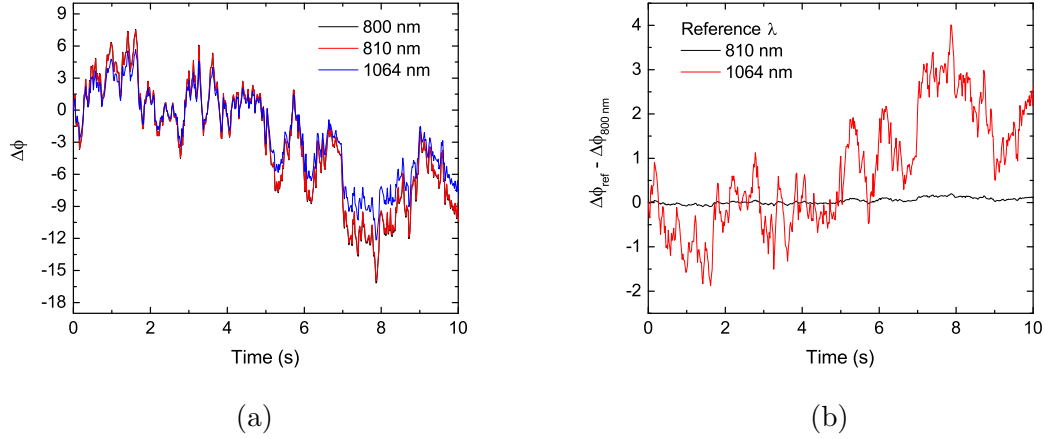 9
6
3
0
-3
-6
-9
-12
-15
-18
Δϕ
800 nm
810 nm
1064 nm
0 2 4 6 8 10
Time (s)
(a)
4
3
2
1
0
-1
-2
Δϕref - Δϕ800 nm
Reference λ
810 nm
1064 nm
0 2 4 6 8 10
Time (s)
(b)